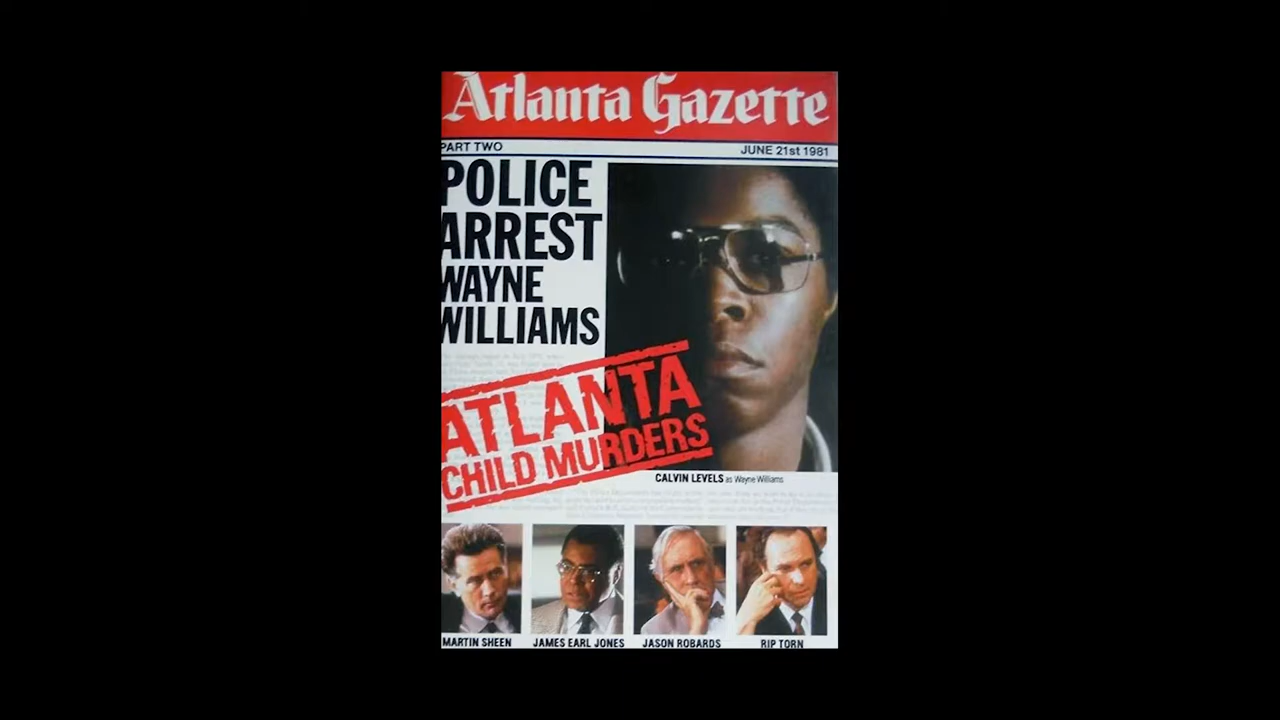 Atlanta Gazette
PART TWO
JUNE 21st 1981
POLICE
ARREST
WAYNE
WILLIAMS
ATLANTA
CHILD MURDERS
CALVIN LEVELS as Wayne Williams
MARTIN SHEEN
JAMES EARL JONES
JASON ROBARDS
RIP TORN